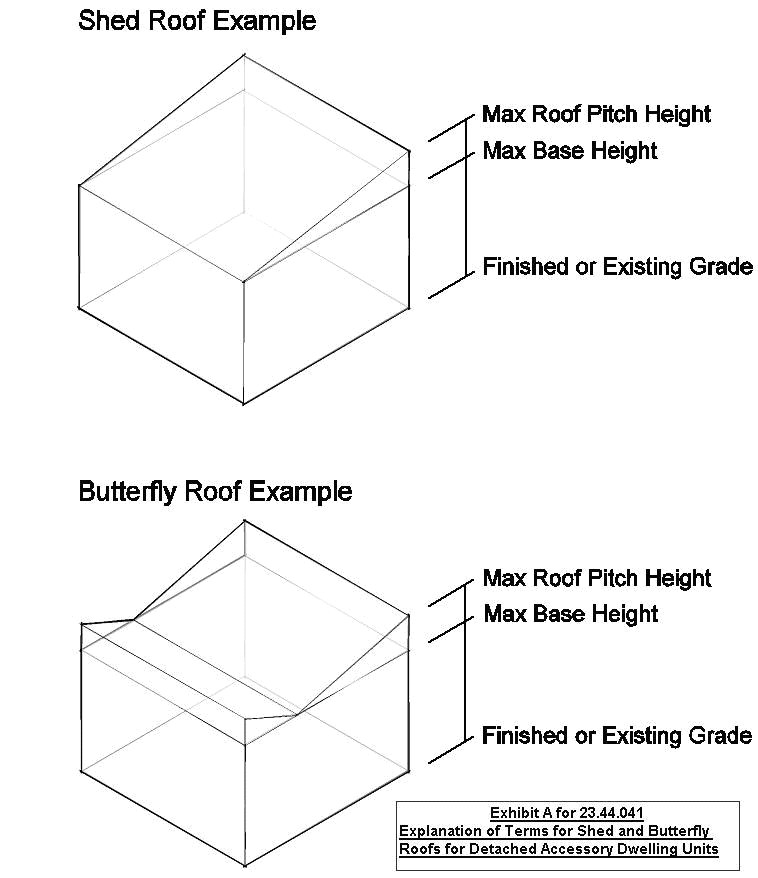 Shed Roof Example
Max Roof Pitch Height
Max Base Height
Finished or Existing Grade
Butterfly Roof Example
Max Roof Pitch Height
Max Base Height
Finished or Existing Grade
Exhibit A for 23.44.041
Explanation of Terms for Shed and Butterfly
Roofs for Detached Accessory Dwelling Units